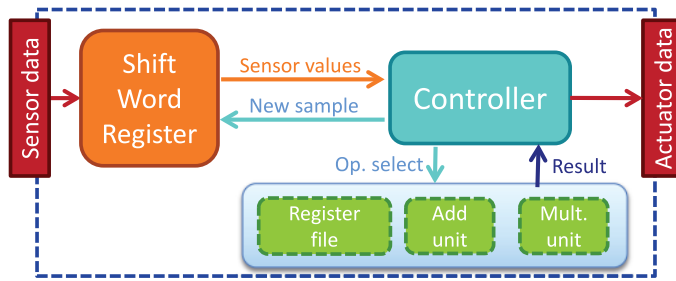 Sensor data
Shift
Word
Register
Sensor values
New sample
Controller
Actuator data
Op. select
Result
Register
file
Add
unit
Mult.
unit